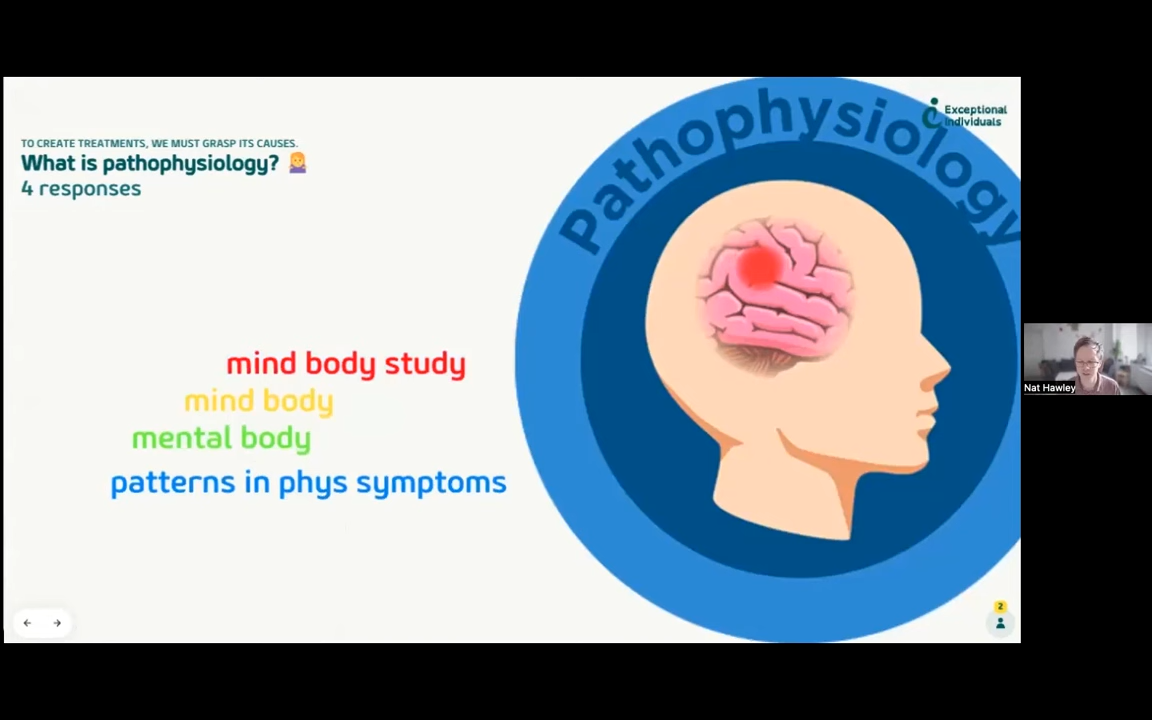 TO CREATE TREATMENTS, WE MUST GRASP ITS CAUSES.
What is pathophysiology?
4 responses
mind body study
mind body
mental body
patterns in phys symptoms
Pathophysiology
Exceptional
Individuals
2
Nat Hawley